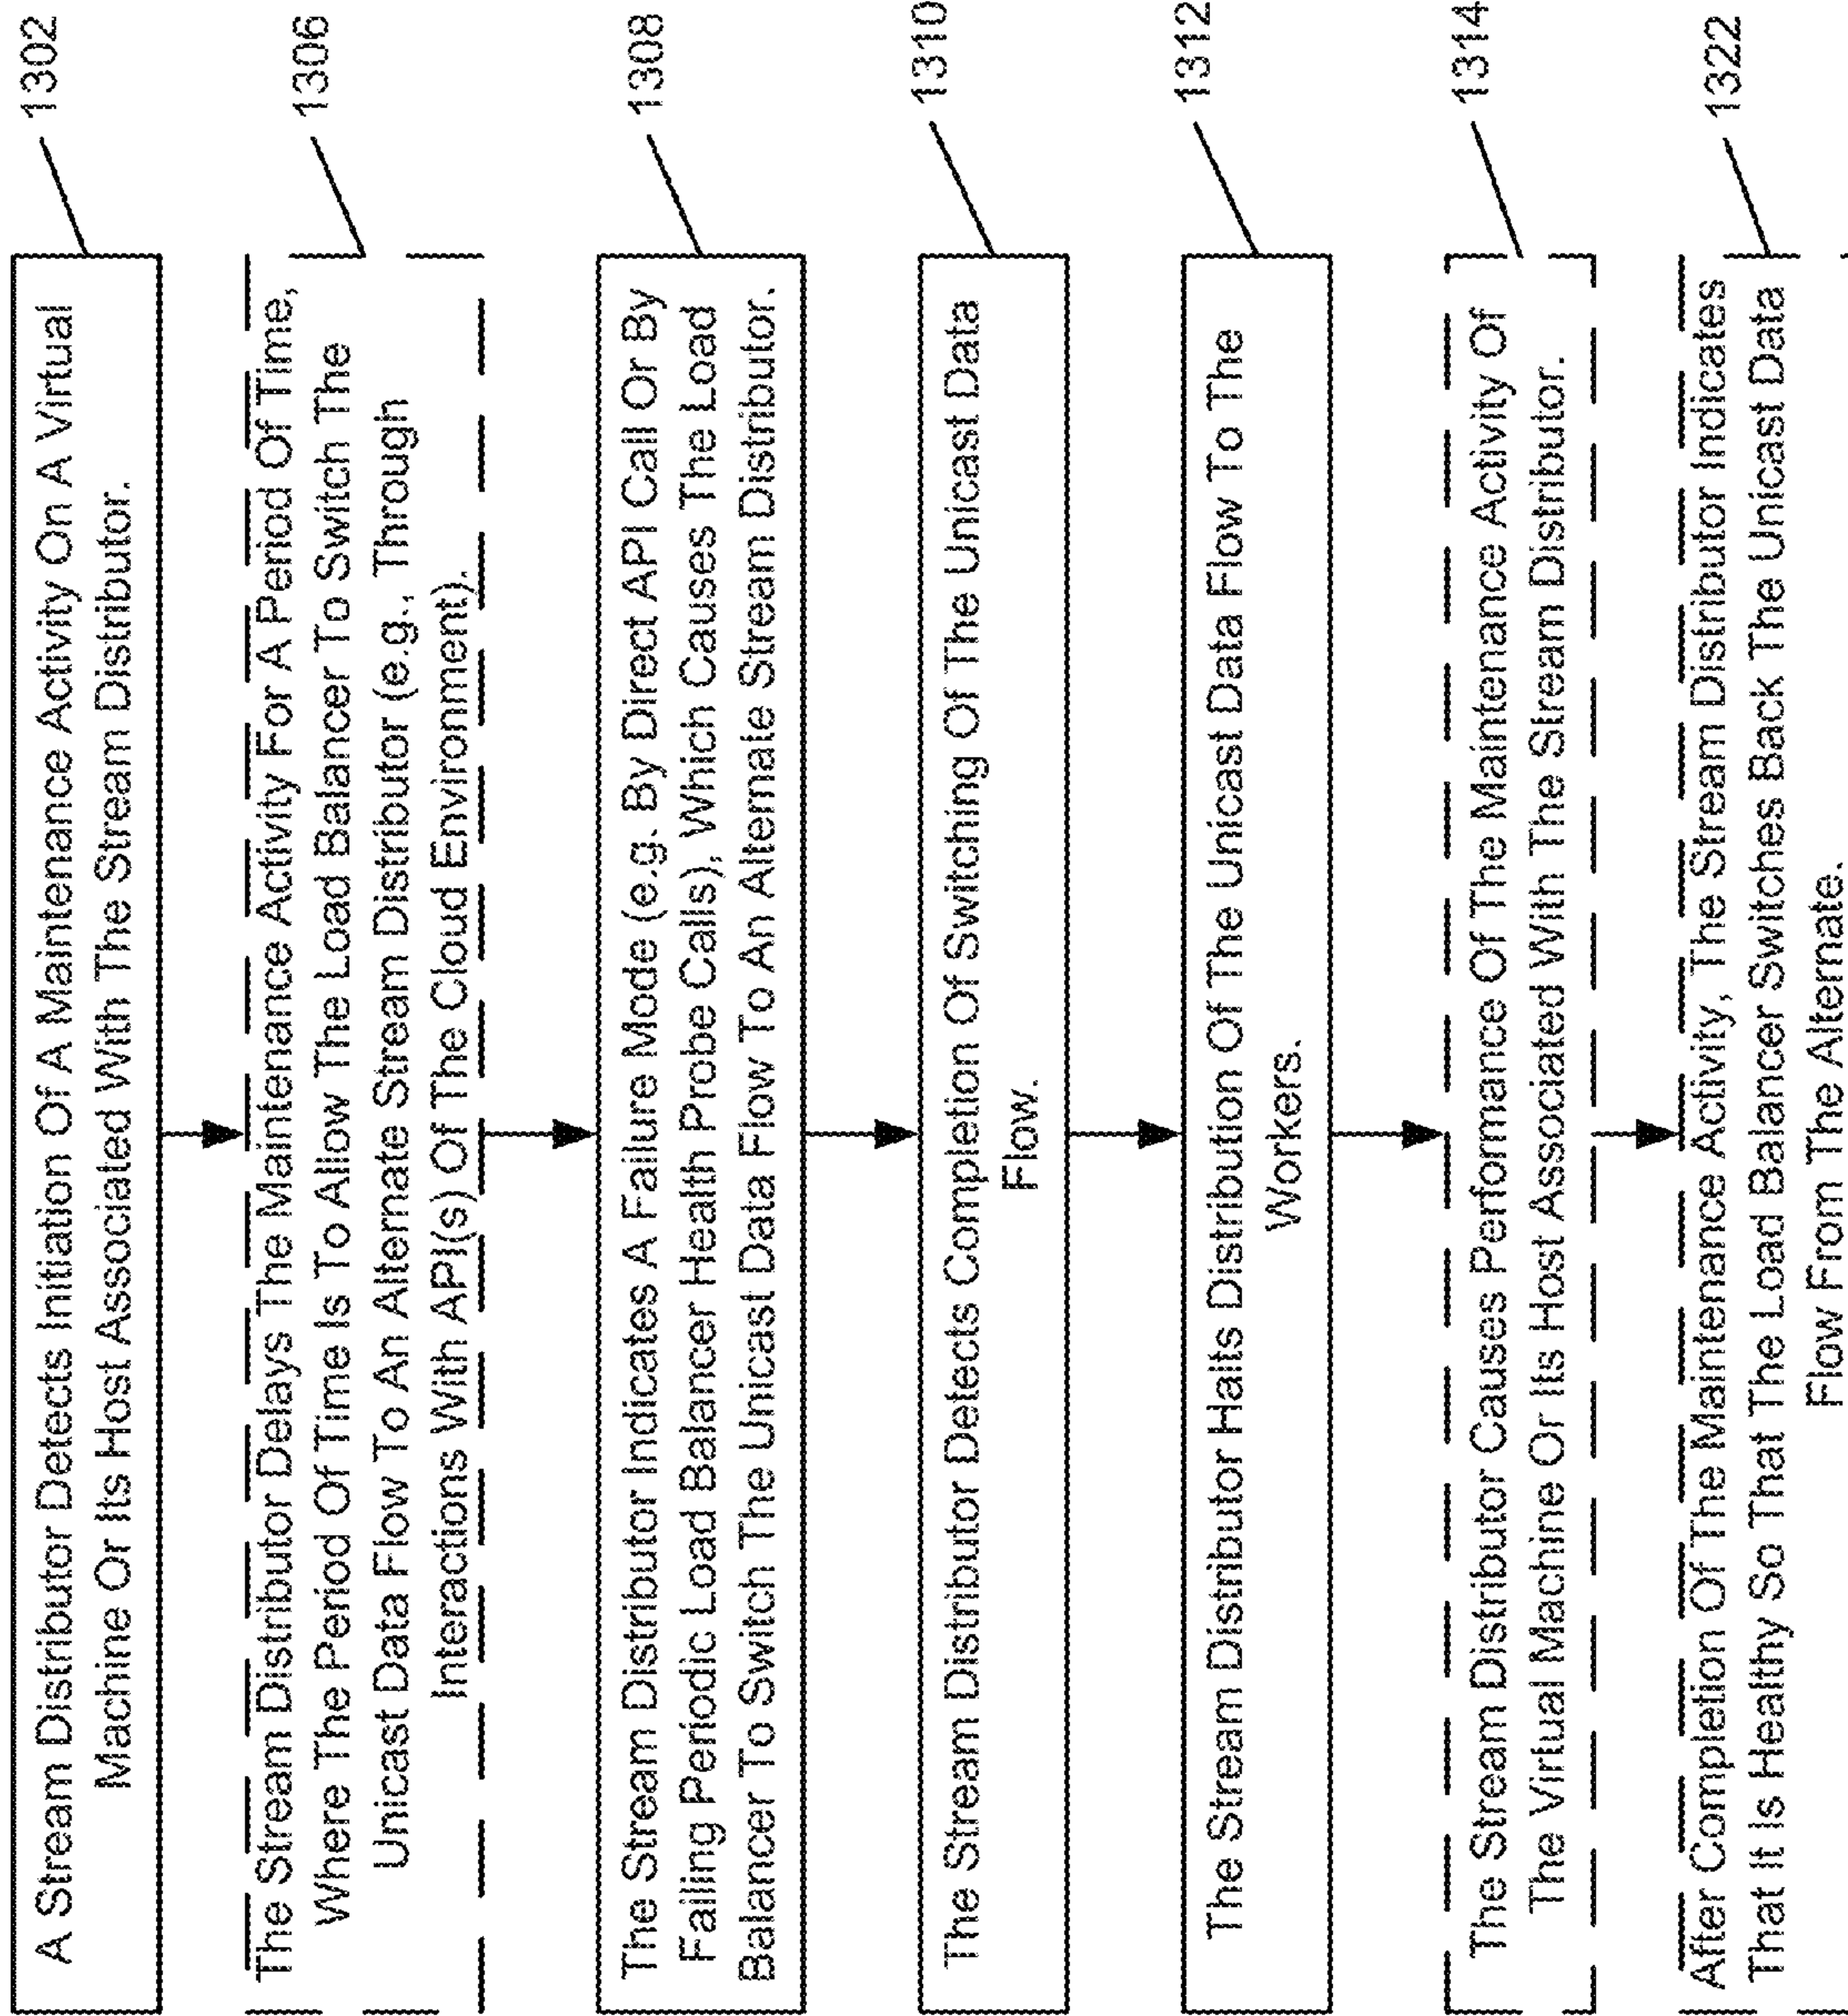 A Stream Distributor Detects Initiation Of A Maintenance Activity On A Virtual
Machine Or Its Host Associated With The Stream Distributor.
1302
The Stream Distributor Delays The Maintenance Activity For A Period Of Time,
Where The Period Of Time Is To Allow The Load Balancer To Switch The
Unicast Data Flow To An Alternate Stream Distributor (e.g., Through
Interactions With API(s) Of The Cloud Environment).
1306
The Stream Distributor Indicates A Failure Mode (e.g. By Direct API Call Or By
Failing Periodic Load Balancer Health Probe Calls), Which Causes The Load
Balancer To Switch The Unicast Data Flow To An Alternate Stream Distributor.
1308
The Stream Distributor Detects Completion Of Switching Of The Unicast Data
Flow.
1310
The Stream Distributor Halts Distribution Of The Unicast Data Flow To The
Workers.
1312
The Stream Distributor Causes Performance Of The Maintenance Activity Of
The Virtual Machine Or Its Host Associated With The Stream Distributor.
1314
After Completion Of The Maintenance Activity, The Stream Distributor Indicates
That It Is Healthy So That The Load Balancer Switches Back The Unicast Data
Flow From The Alternate.
1322